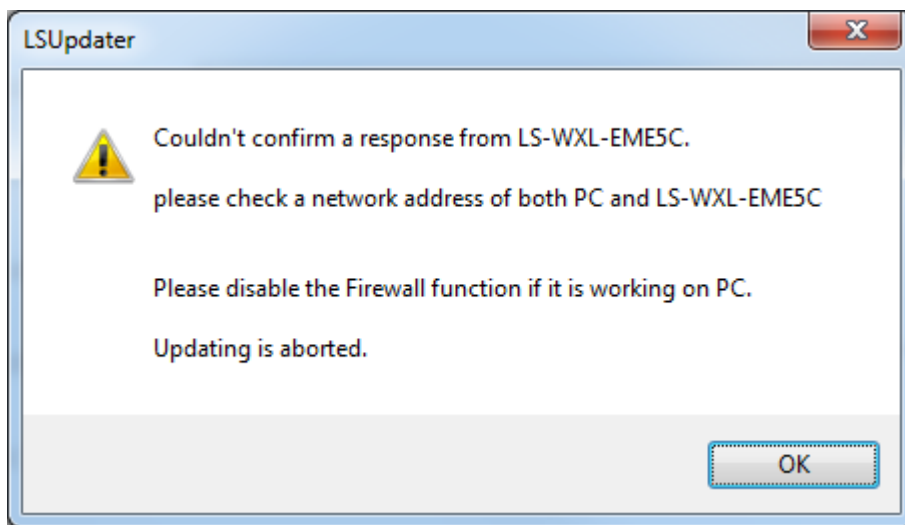 LSUpdater
Couldn't confirm a response from LS-WXL-EME5C.
please check a network address of both PC and LS-WXL-EME5C
Please disable the Firewall function if it is working on PC.
Updating is aborted.
OK